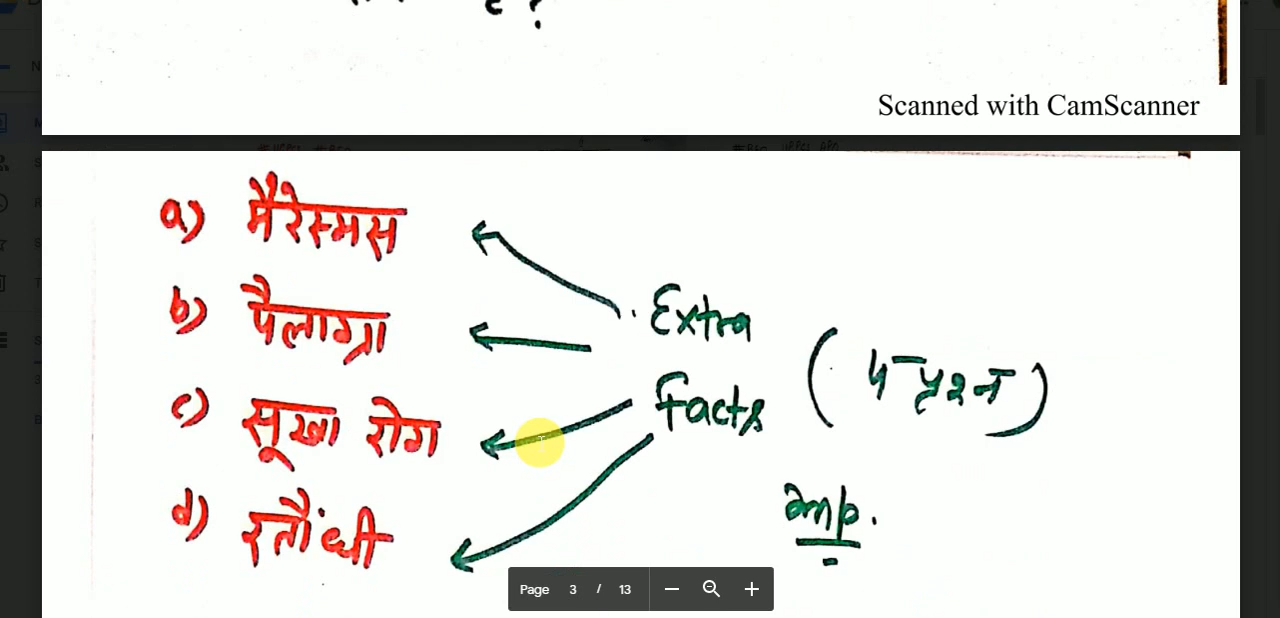 ?
Scanned with CamScanner
a) मैरेस्मस
b) पैलाग्रा
c) सूखा रोग
d) रतौंधी
Extra
Facts
(4 प्रश्न)
Imp.
Page 3 / 13